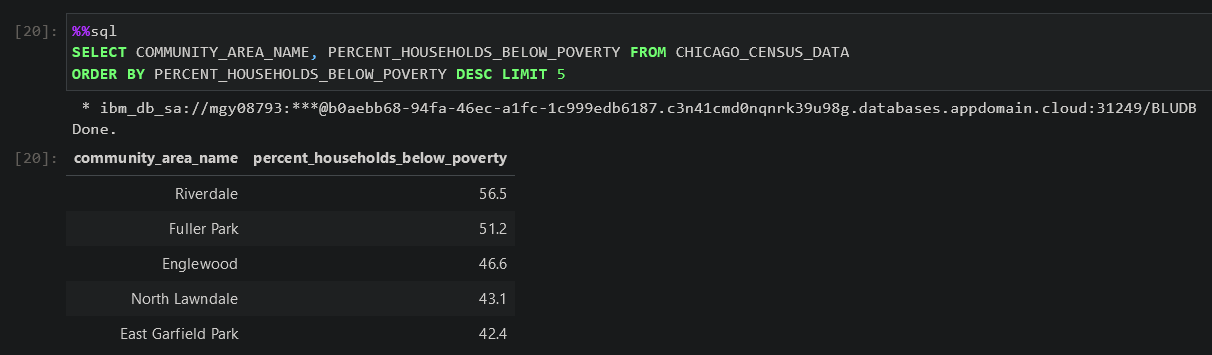 [20]: %%sql
SELECT COMMUNITY_AREA_NAME, PERCENT_HOUSEHOLDS_BELOW_POVERTY FROM CHICAGO_CENSUS_DATA
ORDER BY PERCENT_HOUSEHOLDS_BELOW_POVERTY DESC LIMIT 5
* ibm_db_sa://mgy08793:***@b0aebb68-94fa-46ec-a1fc-1c999edb6187.c3n41cmd0nqnrk39u98g.databases.appdomain.cloud:31249/BLUDB
Done.
[20]: community_area_name percent_households_below_poverty
Riverdale 56.5
Fuller Park 51.2
Englewood 46.6
North Lawndale 43.1
East Garfield Park 42.4